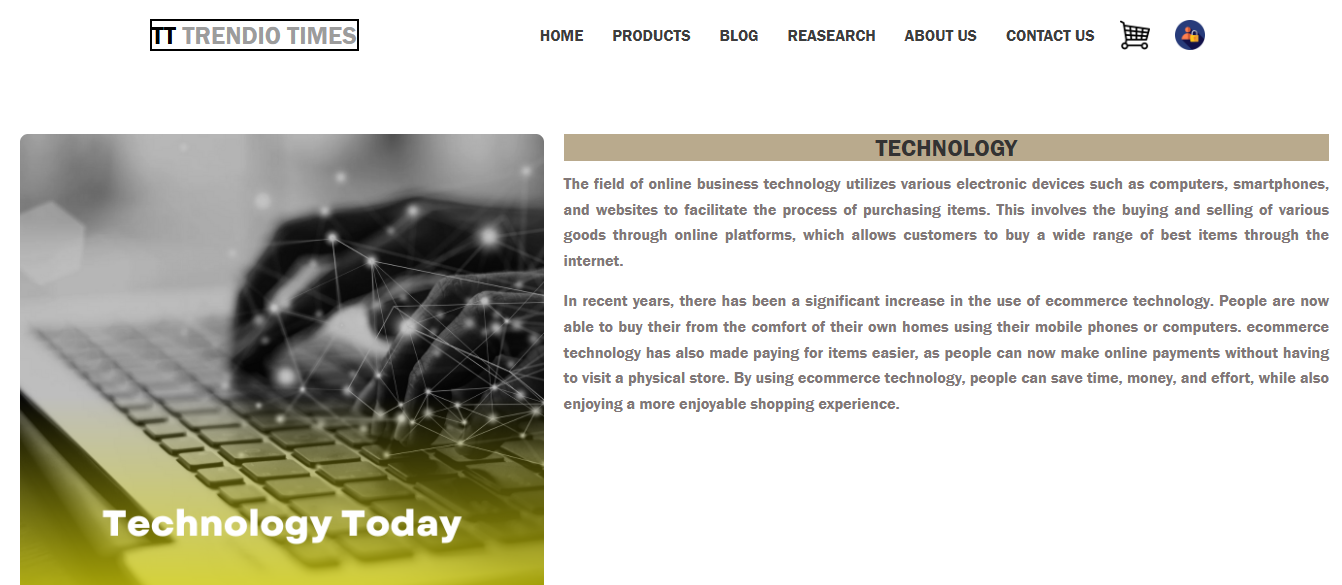 TT TRENDIO TIMES
HOME PRODUCTS BLOG REASEARCH ABOUT US CONTACT US
TECHNOLOGY
The field of online business technology utilizes various electronic devices such as computers, smartphones,
and websites to facilitate the process of purchasing items. This involves the buying and selling of various
goods through online platforms, which allows customers to buy a wide range of best items through the
internet.
In recent years, there has been a significant increase in the use of ecommerce technology. People are now
able to buy their from the comfort of their own homes using their mobile phones or computers. ecommerce
technology has also made paying for items easier, as people can now make online payments without having
to visit a physical store. By using ecommerce technology, people can save time, money, and effort, while also
enjoying a more enjoyable shopping experience.
Technology Today